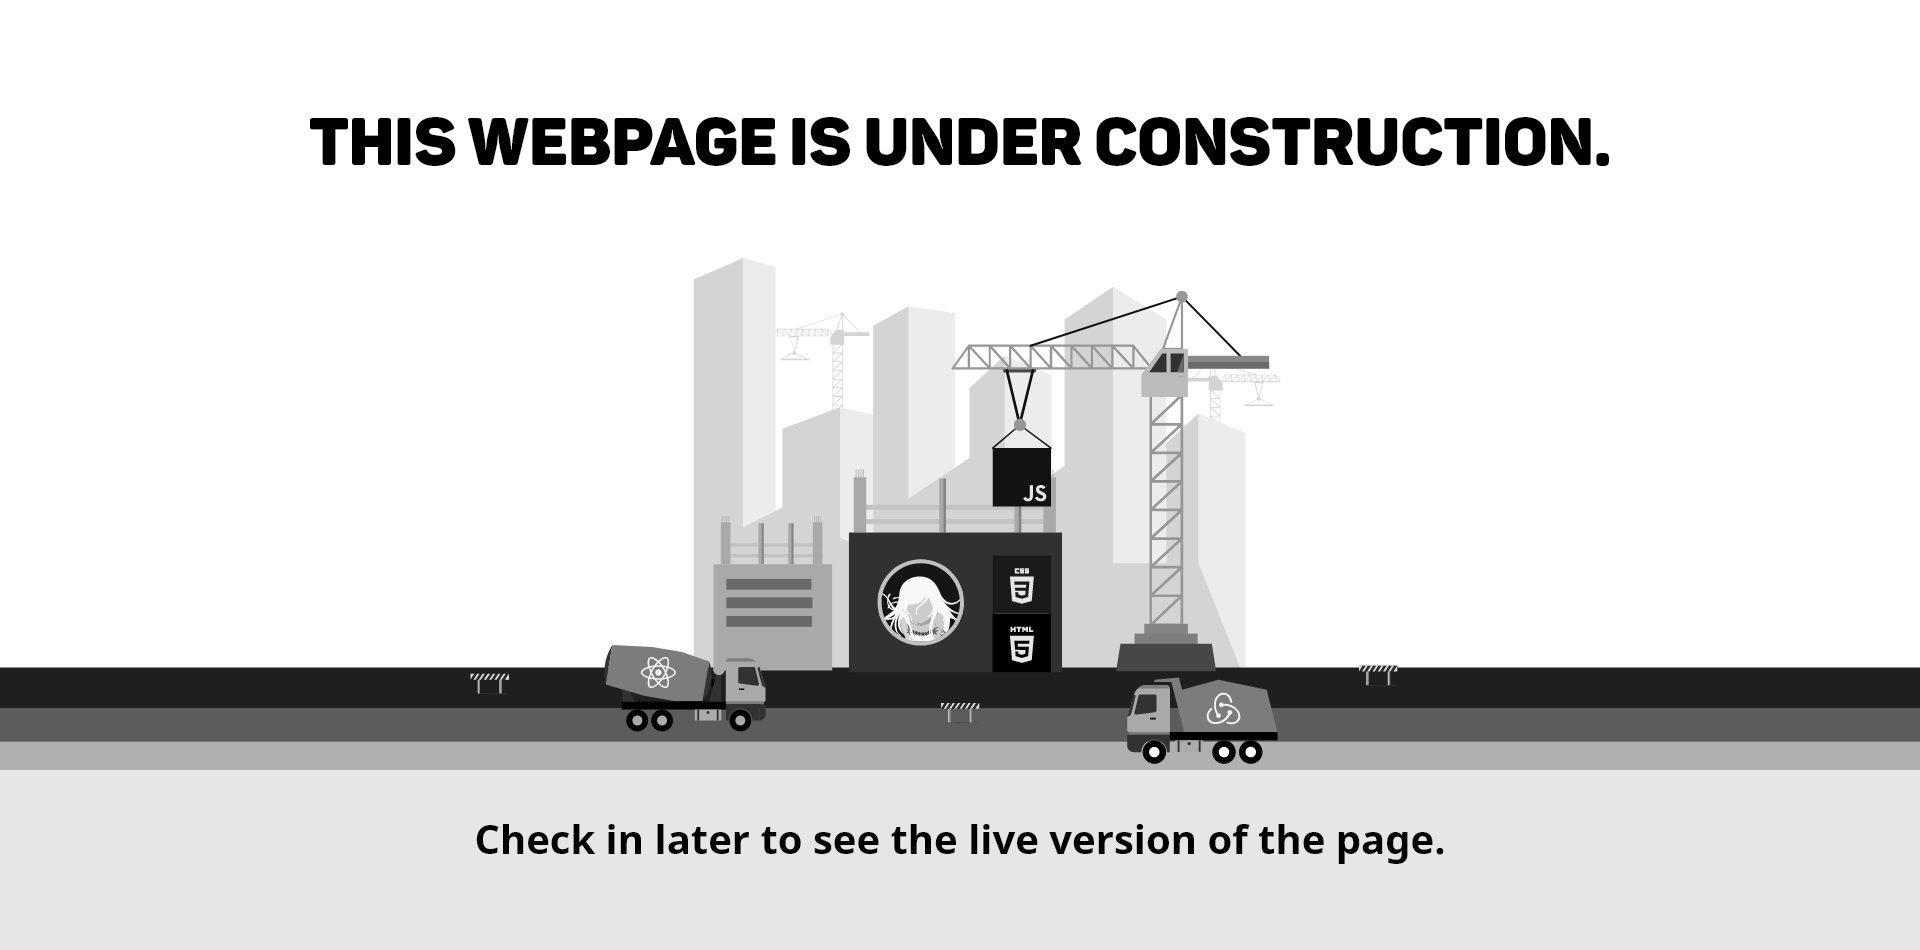 THIS WEBPAGE IS UNDER CONSTRUCTION.
JS
CSS
3
HTML
5
Check in later to see the live version of the page.